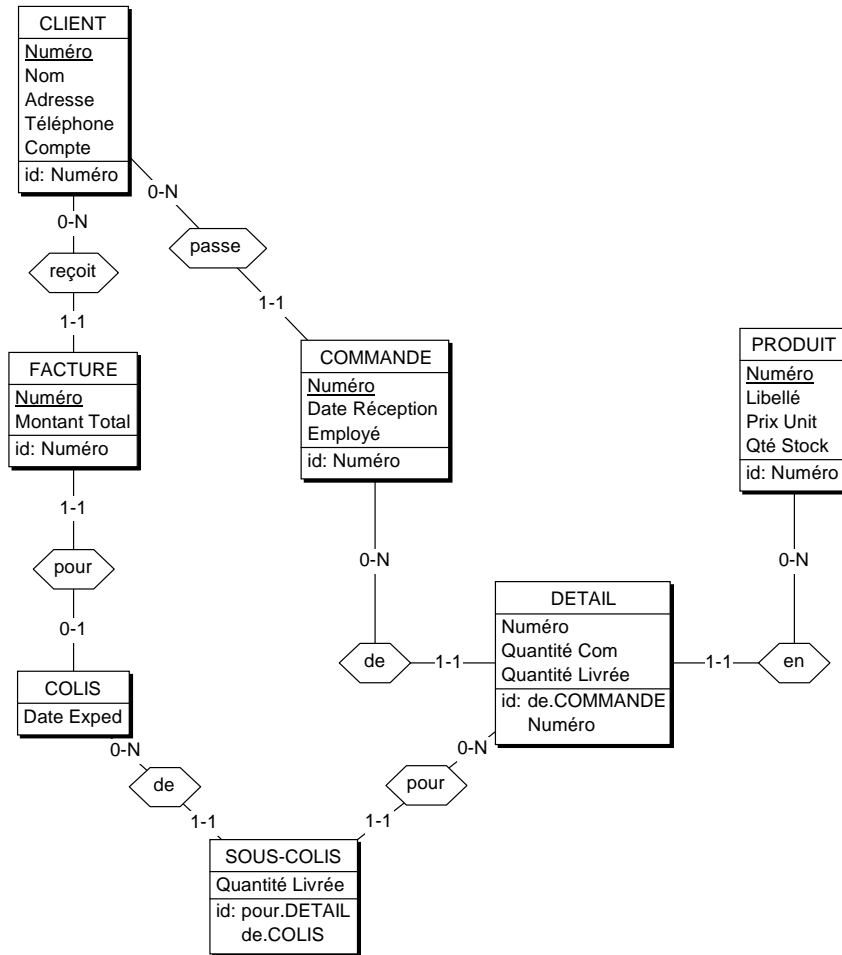 CLIENT
Numéro
Nom
Adresse
Téléphone
Compte
id: Numéro
0-N
reçoit
1-1
0-N
passe
1-1
FACTURE
Numéro
Montant Total
id: Numéro
COMMANDE
Numéro
Date Réception
Employé
id: Numéro
PRODUIT
Numéro
Libellé
Prix Unit
Qté Stock
id: Numéro
1-1
pour
0-1
0-N
de
1-1
0-N
en
1-1
DETAIL
Numéro
Quantité Com
Quantité Livrée
id: de.COMMANDE
Numéro
COLIS
Date Exped
0-N
de
1-1
0-N
pour
1-1
SOUS-COLIS
Quantité Livrée
id: pour.DETAIL
de.COLIS